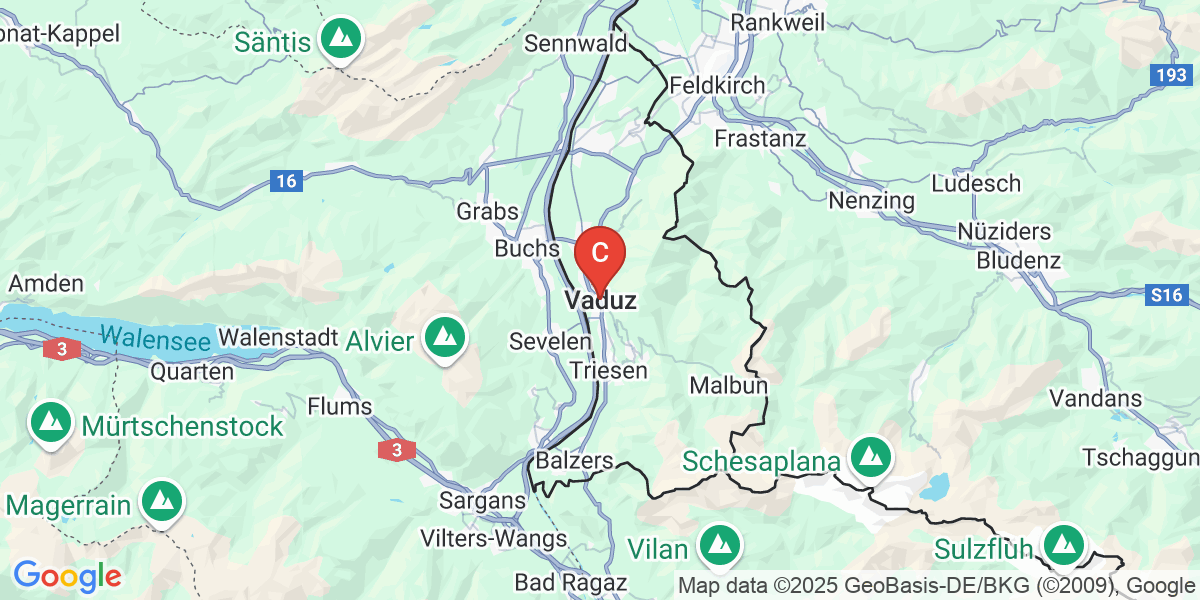 Rankweil
onat-Kappel
Säntis
Sennwald
193
Feldkirch
Frastanz
16
Ludesch
Nenzing
Grabs
Nüziders
Buchs
C
Bludenz
Amden
S16
Vaduz
Walensee
Walenstadt
Alvier
Sevelen
3
Quarten
Triesen
Malbun
Vandans
Flums
Mürtschenstock
3
Balzers
Schesaplana
Tschaggun
Magerrain
Sargans
Vilters-Wangs
Vilan
Sulzfluh
Google
Bad Ragaz
Map data ©2025 GeoBasis-DE/BKG (©2009), Google